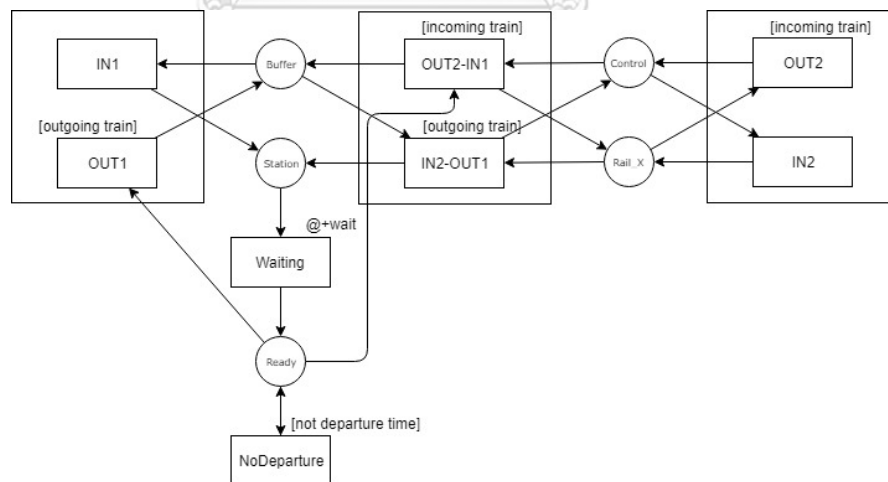 [incoming train]
[incoming train]
IN1
Buffer
OUT2-IN1
Control
OUT2
[outgoing train]
[outgoing train]
OUT1
Station
IN2-OUT1
Rail_X
IN2
@+wait
Waiting
Ready
[not departure time]
NoDeparture